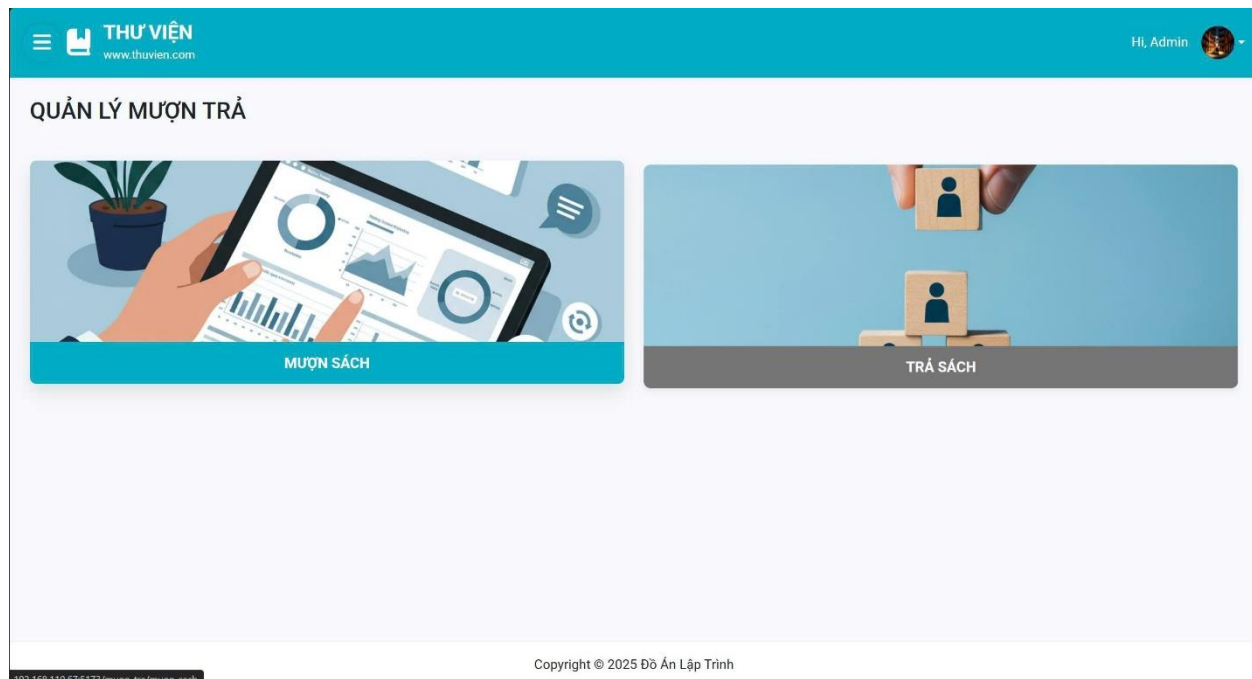 THƯ VIỆN
www.thuvien.com
Hi, Admin
QUẢN LÝ MƯỢN TRẢ
MƯỢN SÁCH
TRẢ SÁCH
Copyright © 2025 Đồ Án Lập Trình